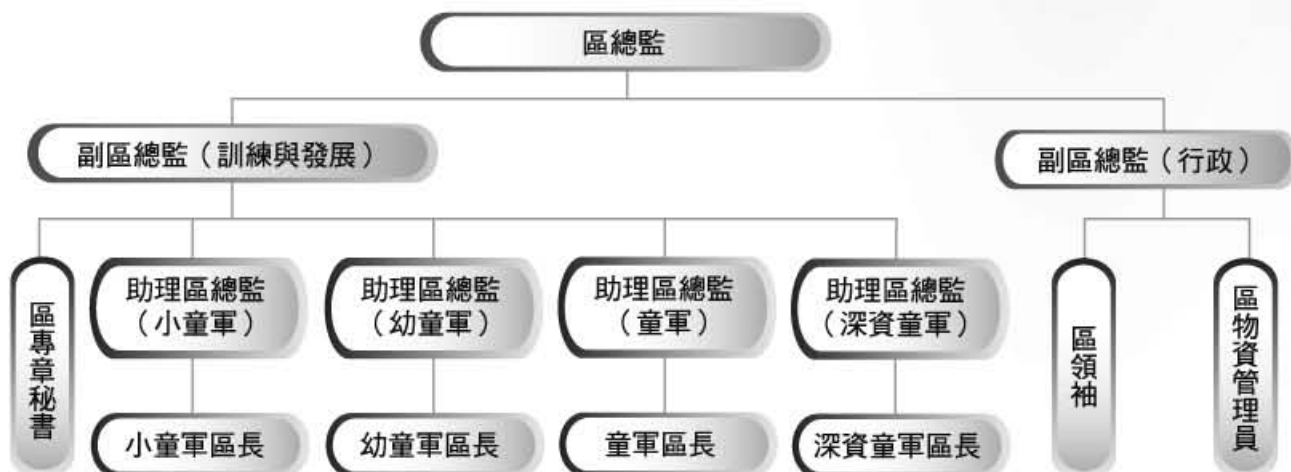 區總監
副區總監（訓練與發展）
副區總監（行政）
區專章秘書
助理區總監
（小童軍）
助理區總監
（幼童軍）
助理區總監
（童軍）
助理區總監
（深資童軍）
區領袖
區物資管理員
小童軍區長
幼童軍區長
童軍區長
深資童軍區長